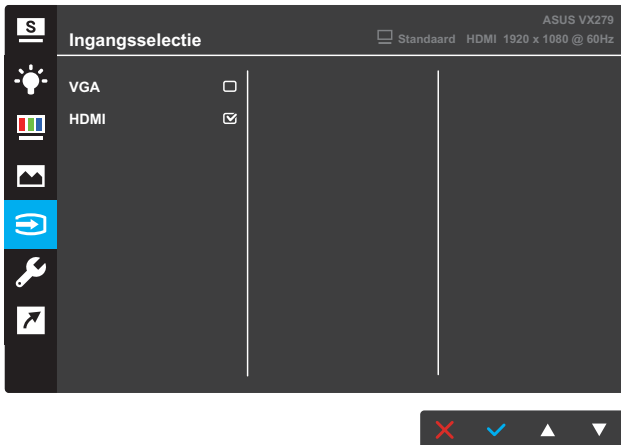 S
Ingangsselectie
ASUS VX279
Standaard HDMI 1920 x 1080 @ 60Hz
VGA
HDMI